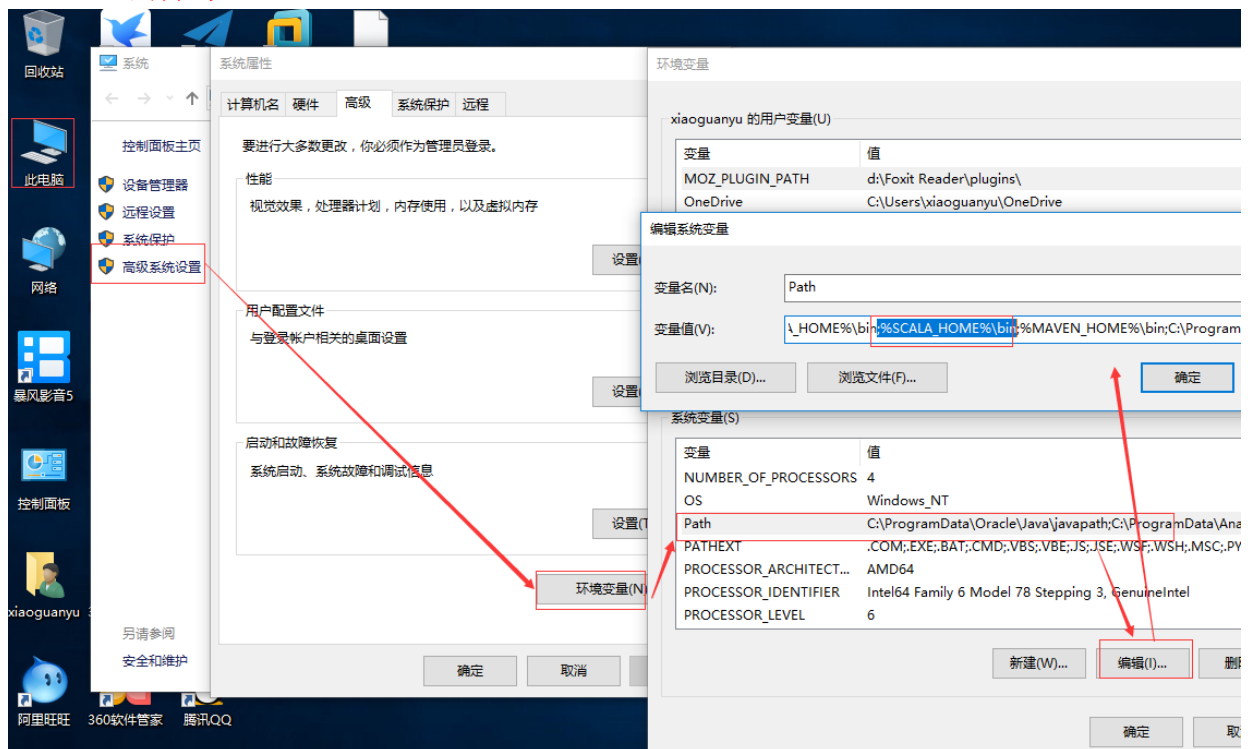 回收站
此电脑
网络
暴风影音5
控制面板
xiaoguanyu
阿里旺旺
360软件管家
腾讯QQ
系统
控制面板主页
设备管理器
远程设置
系统保护
高级系统设置
另请参阅
安全和维护
系统属性
计算机名 硬件 高级 系统保护 远程
要进行大多数更改，你必须作为管理员登录。
性能
视觉效果，处理器计划，内存使用，以及虚拟内存
设置
用户配置文件
与登录帐户相关的桌面设置
设置
启动和故障恢复
系统启动、系统故障和调试信息
设置(T
环境变量(N)
确定 取消
环境变量
xiaoguanyu 的用户变量(U)
变量 值
MOZ_PLUGIN_PATH d:\Foxit Reader\plugins\
OneDrive C:\Users\xiaoguanyu\OneDrive
编辑系统变量
变量名(N): Path
变量值(V): \_HOME%\bin;%SCALA_HOME%\bin;%MAVEN_HOME%\bin;C:\Program
浏览目录(D)... 浏览文件(F)... 确定
系统变量(S)
变量 值
NUMBER_OF_PROCESSORS 4
OS Windows_NT
Path C:\ProgramData\Oracle\Java\javapath;C:\ProgramData\Ana
PATHEXT .COM;.EXE;.BAT;.CMD;.VBS;.VBE;.JS;.JSE;.WSF;.WSH;.MSC;.PY
PROCESSOR_ARCHITECT... AMD64
PROCESSOR_IDENTIFIER Intel64 Family 6 Model 78 Stepping 3, GenuineIntel
PROCESSOR_LEVEL 6
新建(W)... 编辑(I)... 删
确定 取